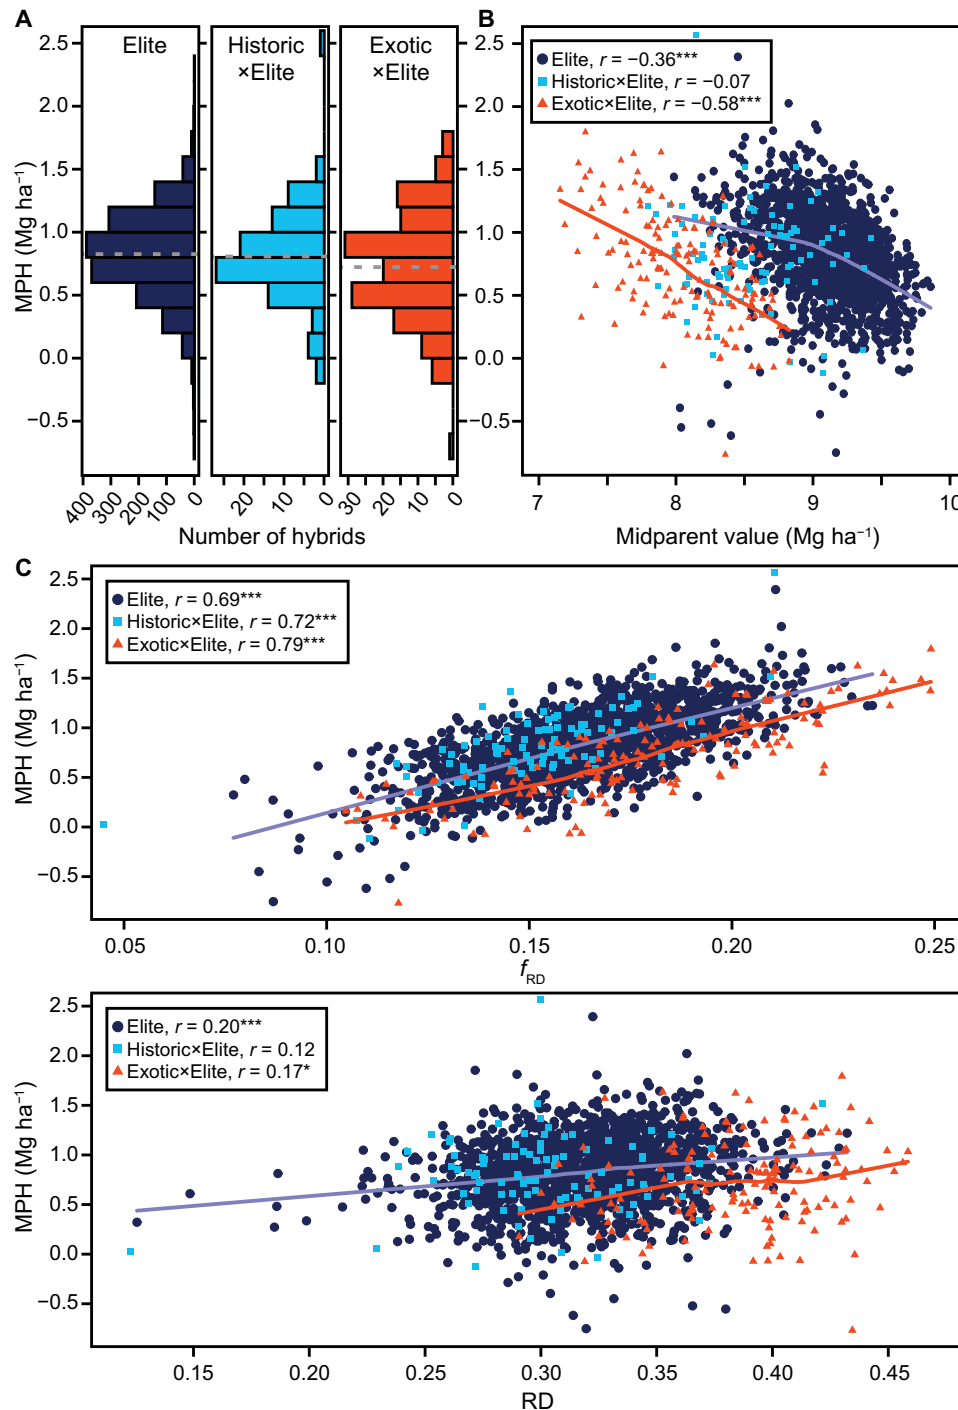 A
B
Elite
Historic
×Elite
Exotic
×Elite
MPH (Mg ha⁻¹)
2.5
2.0
1.5
1.0
0.5
0.0
−0.5
400
300
200
100
0
20
10
0
30
20
10
0
Number of hybrids
Elite, r = −0.36***
Historic×Elite, r = −0.07
Exotic×Elite, r = −0.58***
2.5
2.0
1.5
1.0
0.5
0.0
−0.5
7
8
9
10
Midparent value (Mg ha⁻¹)
C
Elite, r = 0.69***
Historic×Elite, r = 0.72***
Exotic×Elite, r = 0.79***
MPH (Mg ha⁻¹)
2.5
2.0
1.5
1.0
0.5
0.0
−0.5
0.05
0.10
0.15
0.20
0.25
f RD
Elite, r = 0.20***
Historic×Elite, r = 0.12
Exotic×Elite, r = 0.17*
MPH (Mg ha⁻¹)
2.5
2.0
1.5
1.0
0.5
0.0
−0.5
0.15
0.20
0.25
0.30
0.35
0.40
0.45
RD